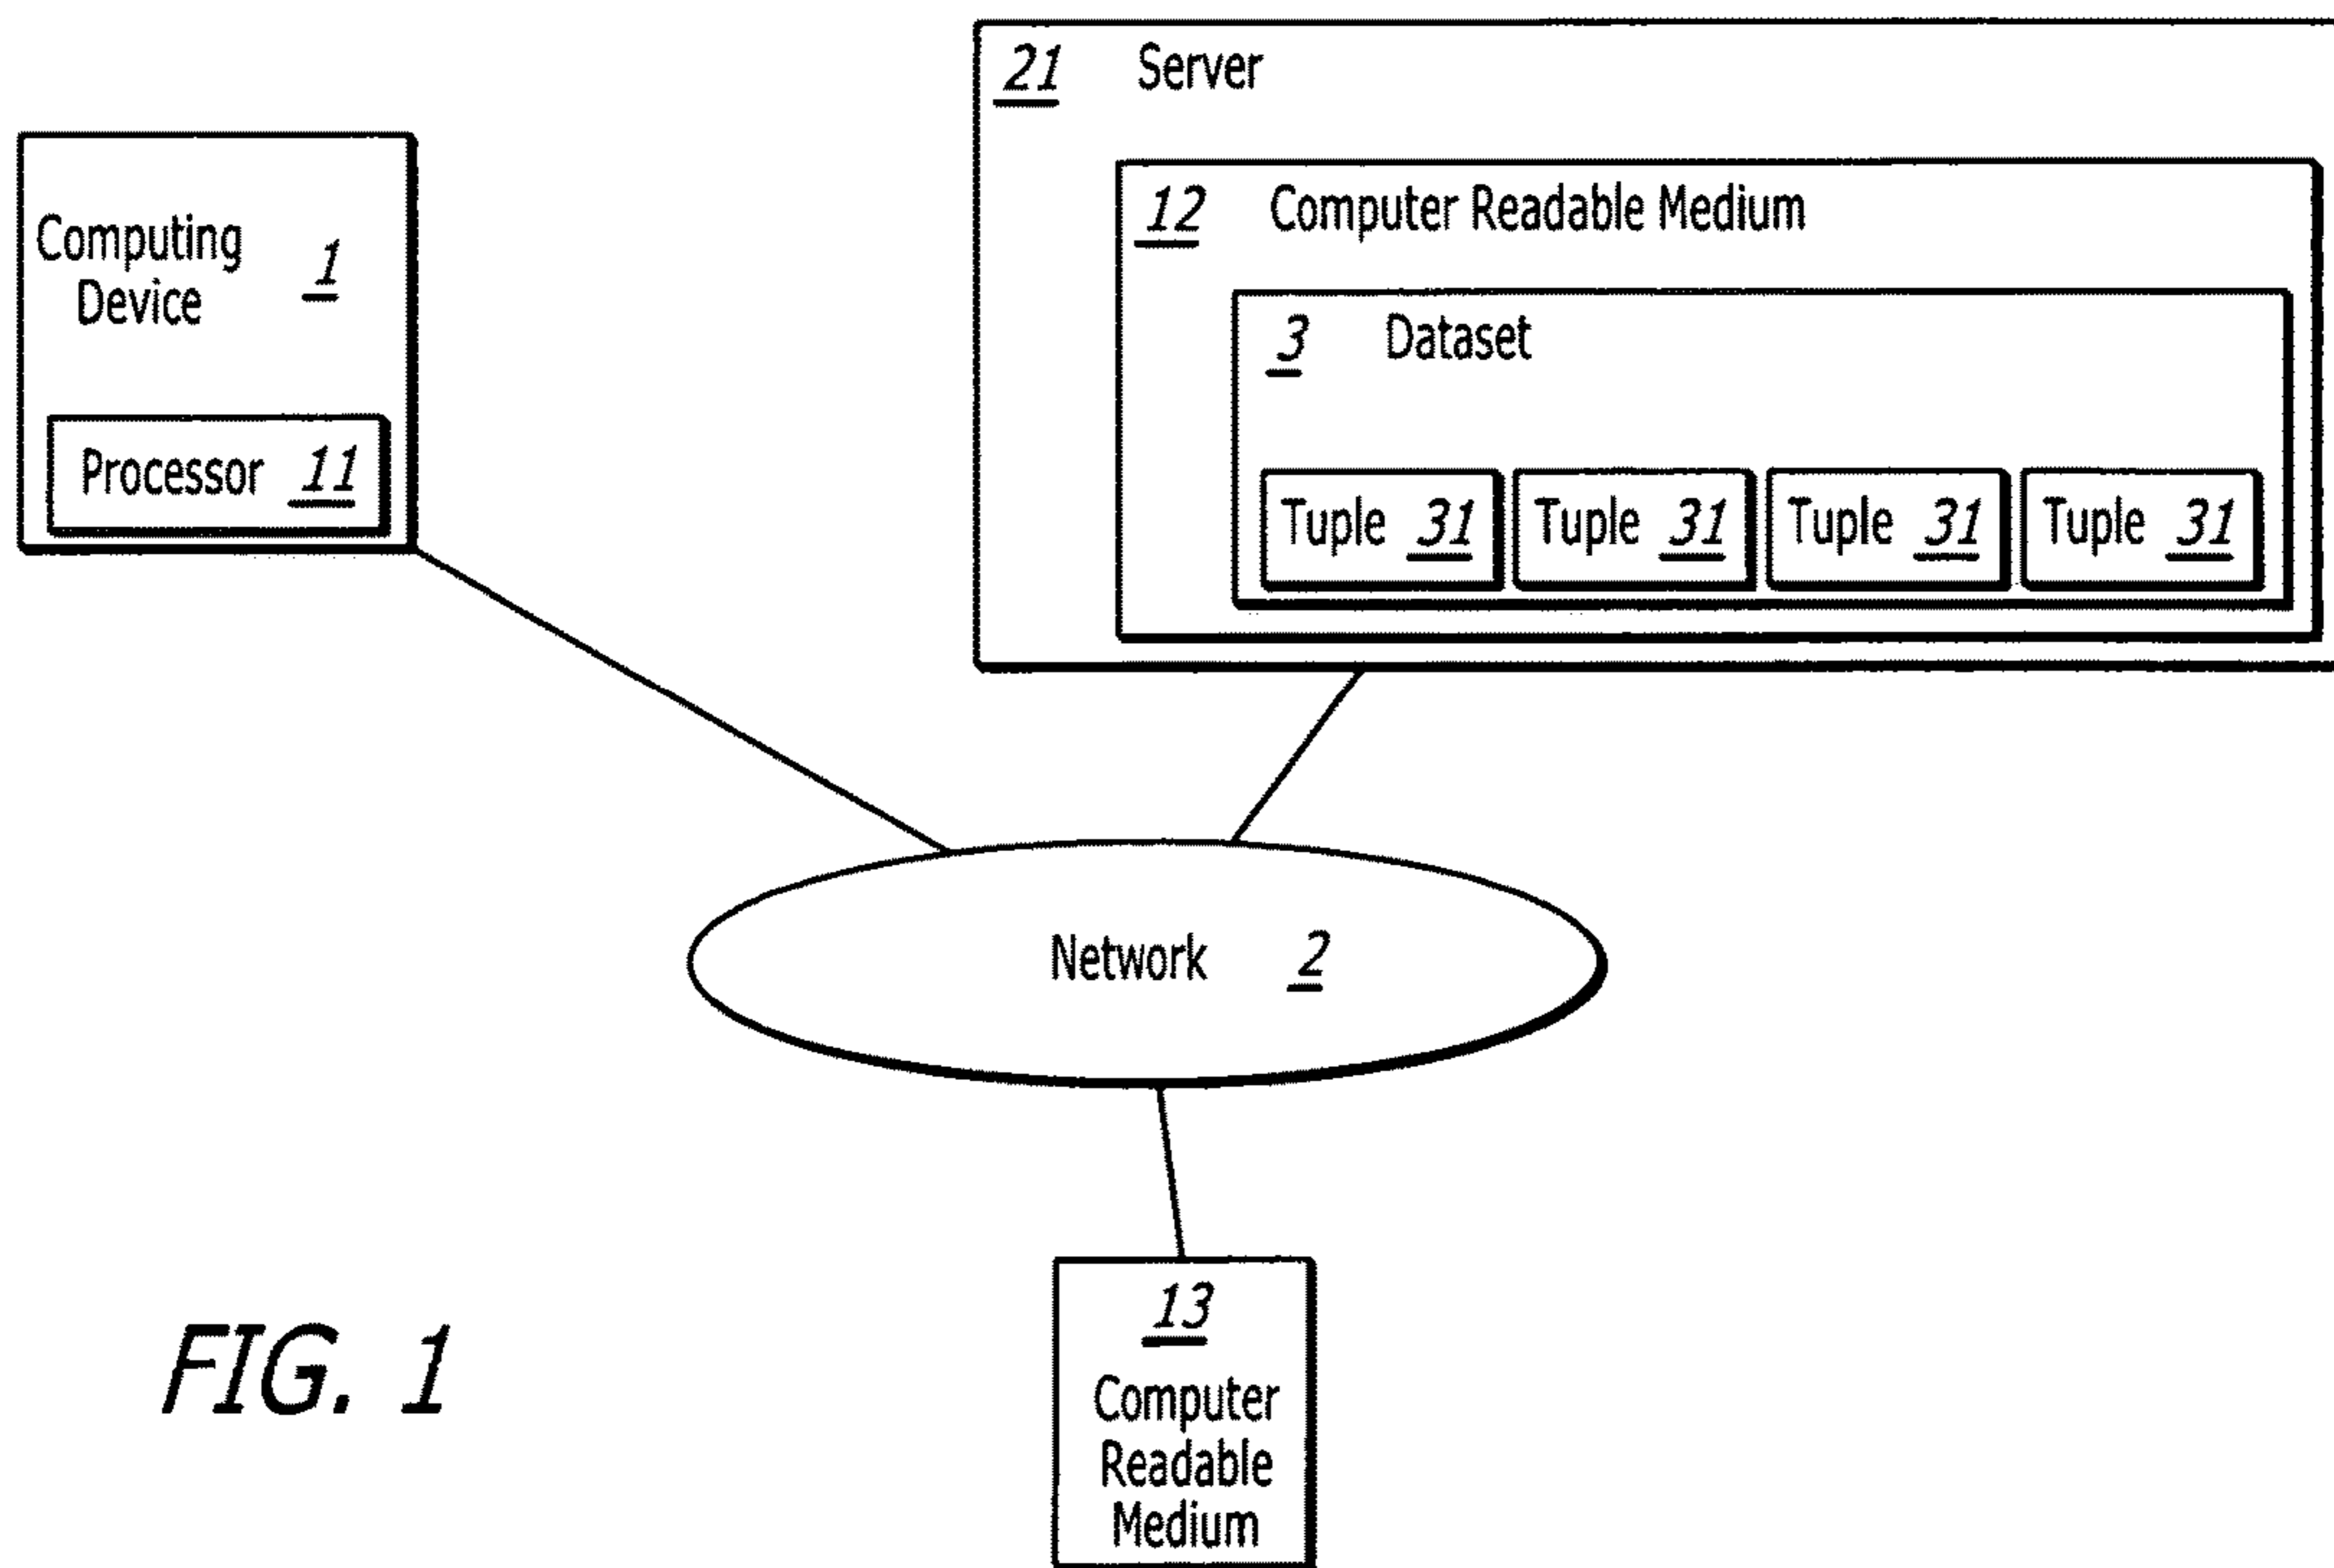 21 Server
Computing
Device 1
Processor 11
12 Computer Readable Medium
3 Dataset
Tuple 31 Tuple 31 Tuple 31 Tuple 31
Network 2
13
Computer
Readable
Medium
FIG. 1